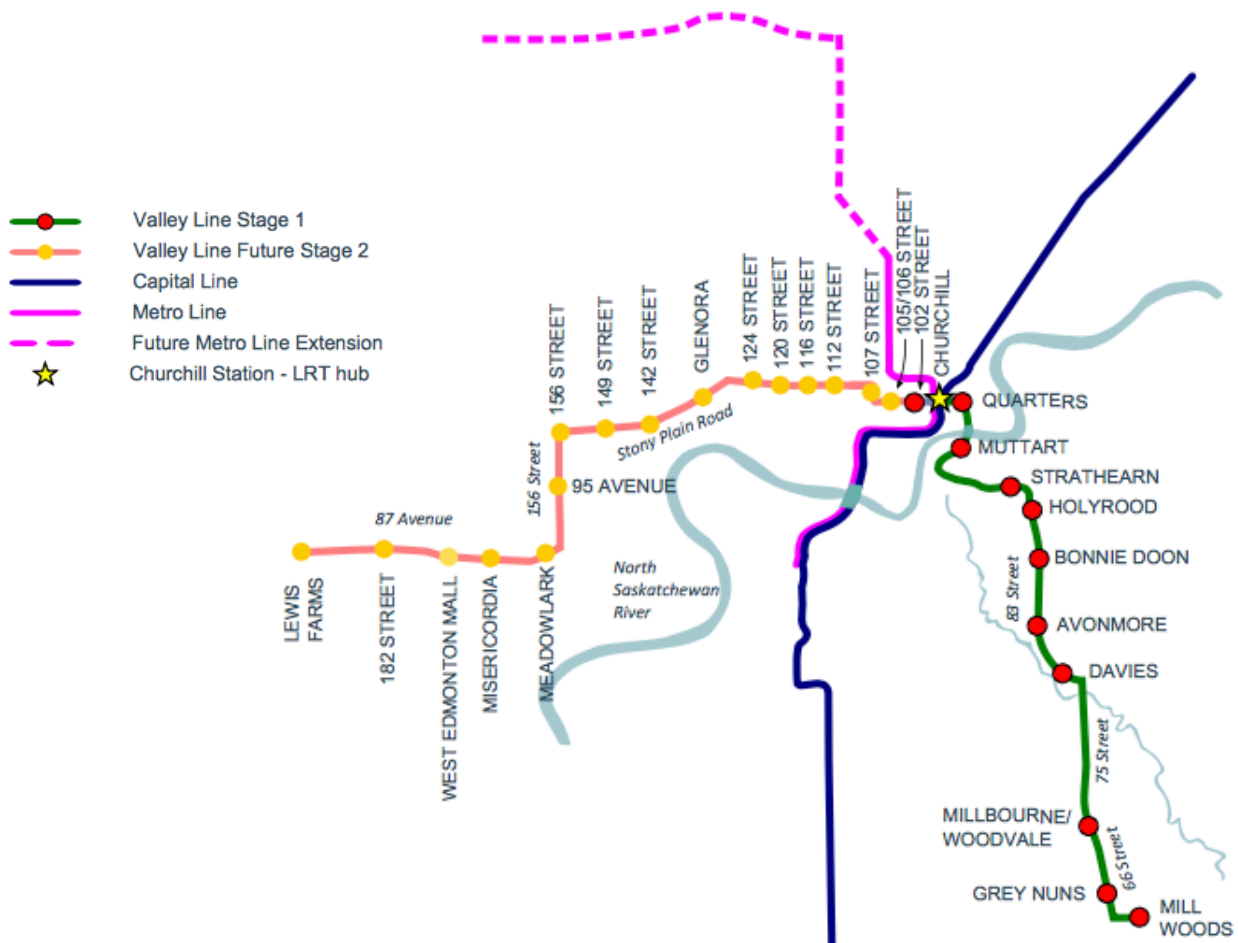 Valley Line Stage 1
Valley Line Future Stage 2
Capital Line
Metro Line
Future Metro Line Extension
Churchill Station - LRT hub
156 STREET
149 STREET
142 STREET
GLENORA
124 STREET
120 STREET
116 STREET
112 STREET
107 STREET
105/106 STREET
102 STREET
CHURCHILL
QUARTERS
MUTTART
STRATHEARN
HOLYROOD
BONNIE DOON
AVONMORE
DAVIES
MILLBOURNE/
WOODVALE
GREY NUNS
MILL
WOODS
Stony Plain Road
156 Street
95 AVENUE
87 Avenue
LEWIS
FARMS
182 STREET
WEST EDMONTON MALL
MISERICORDIA
MEADOWLARK
North
Saskatchewan
River
83 Street
75 Street
66 Street